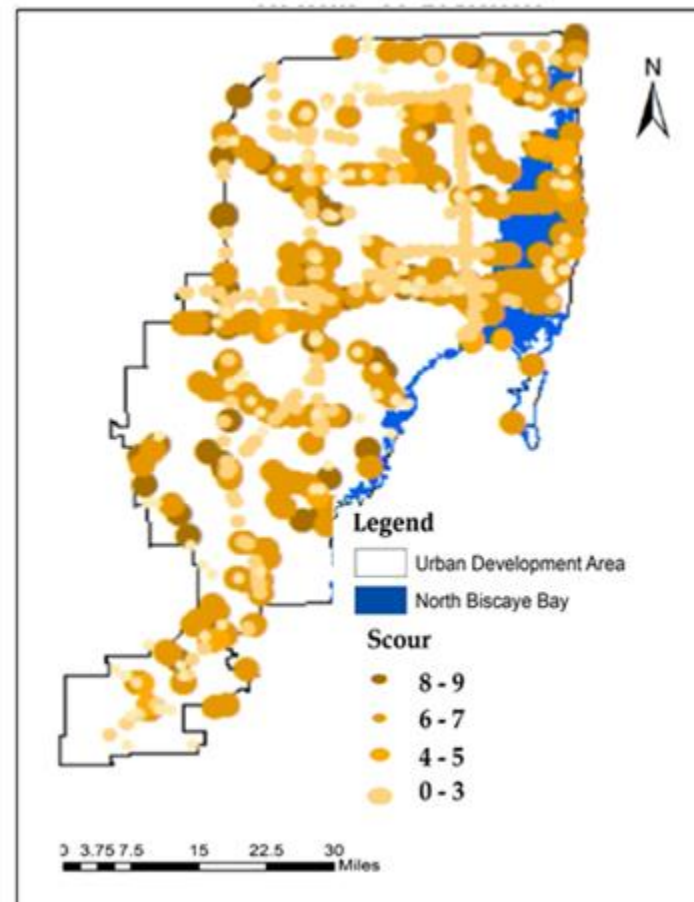 N
Legend
Urban Development Area
North Biscaye Bay
Scour
8 - 9
6 - 7
4 - 5
0 - 3
0 3.75 7.5 15 22.5 30
Miles